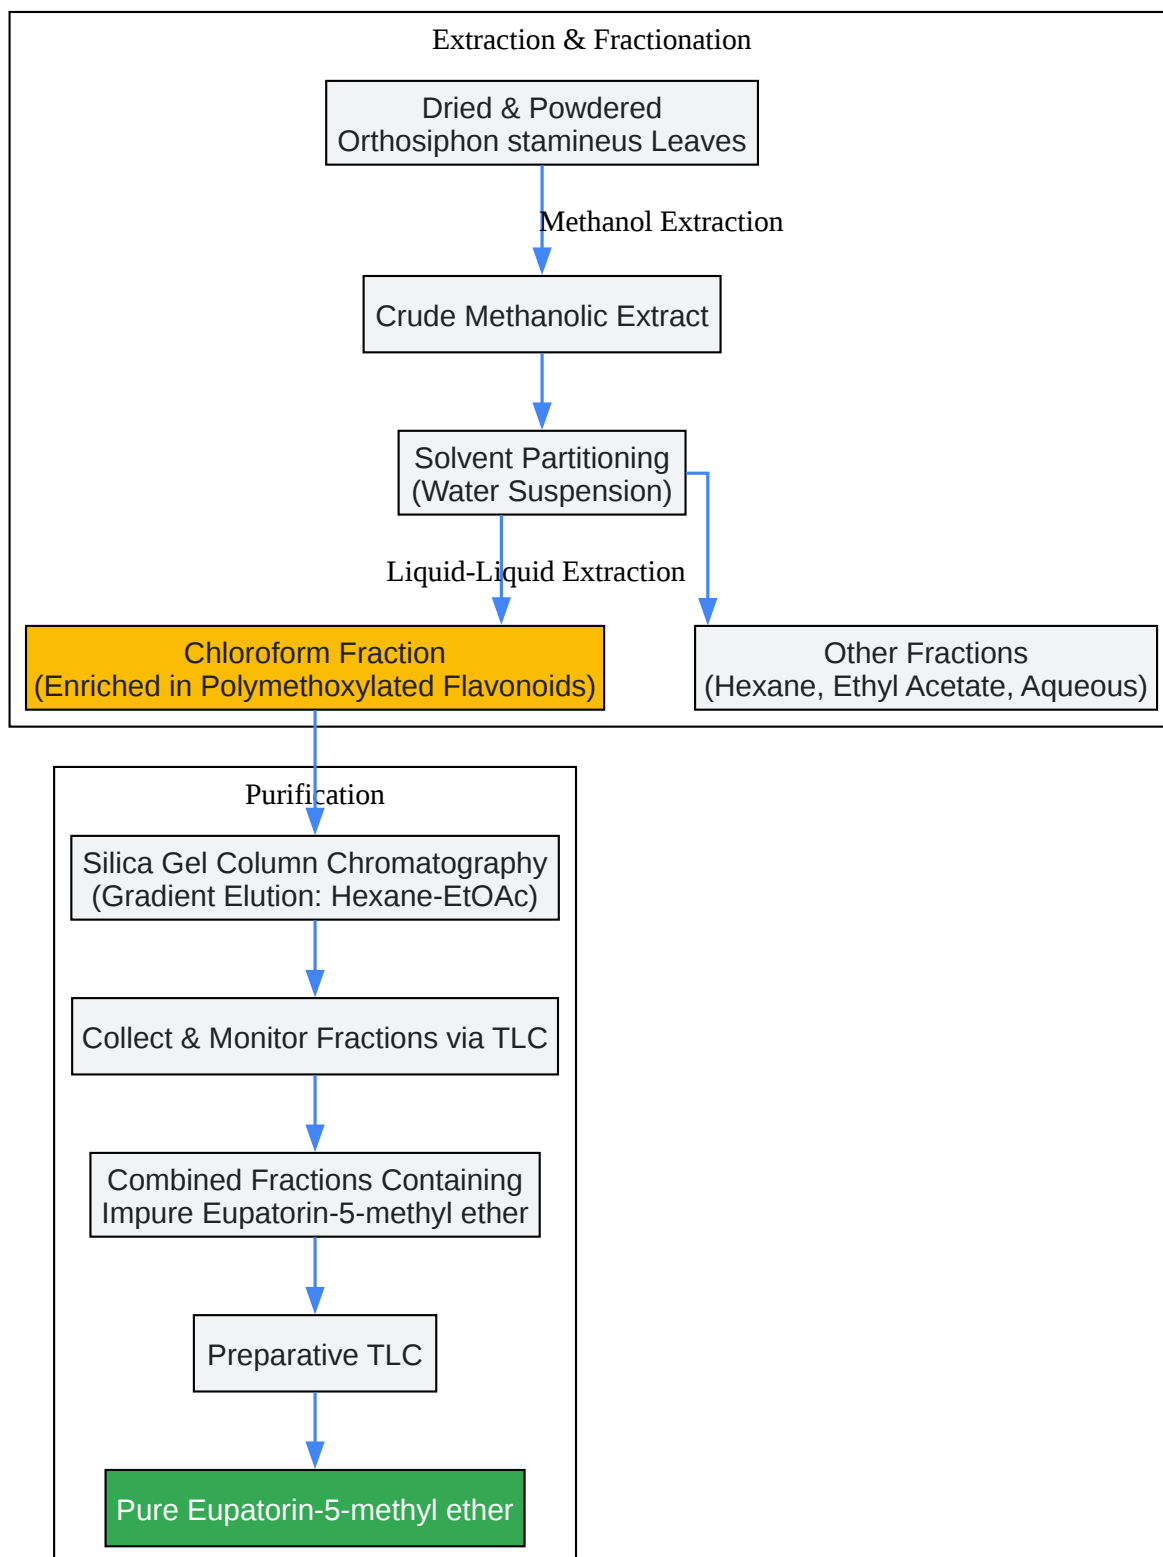 Extraction & Fractionation
Dried & Powdered
Orthosiphon stamineus Leaves
Methanol Extraction
Crude Methanolic Extract
Solvent Partitioning
(Water Suspension)
Liquid-Liquid Extraction
Chloroform Fraction
(Enriched in Polymethoxylated Flavonoids)
Other Fractions
(Hexane, Ethyl Acetate, Aqueous)
Purification
Silica Gel Column Chromatography
(Gradient Elution: Hexane-EtOAc)
Collect & Monitor Fractions via TLC
Combined Fractions Containing
Impure Eupatorin-5-methyl ether
Preparative TLC
Pure Eupatorin-5-methyl ether